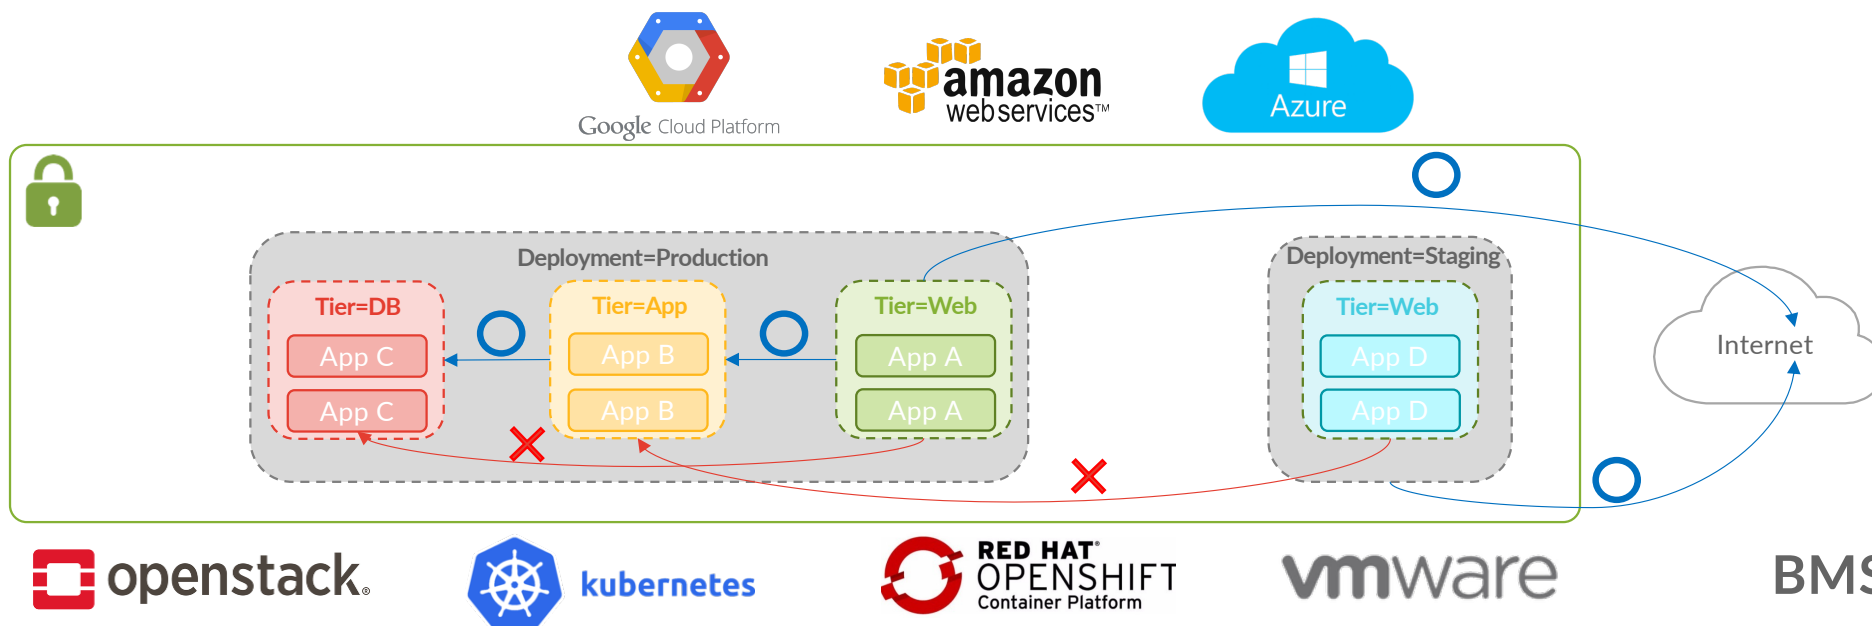 Google Cloud Platform
amazon
webservices™
Azure
Deployment=Production
Deployment=Staging
Tier=DB
Tier=App
Tier=Web
Tier=Web
App C
App B
App A
App D
App C
App B
App A
App D
Internet
openstack®
kubernetes
RED HAT®
OPENSHIFT
Container Platform
vmware
BMS